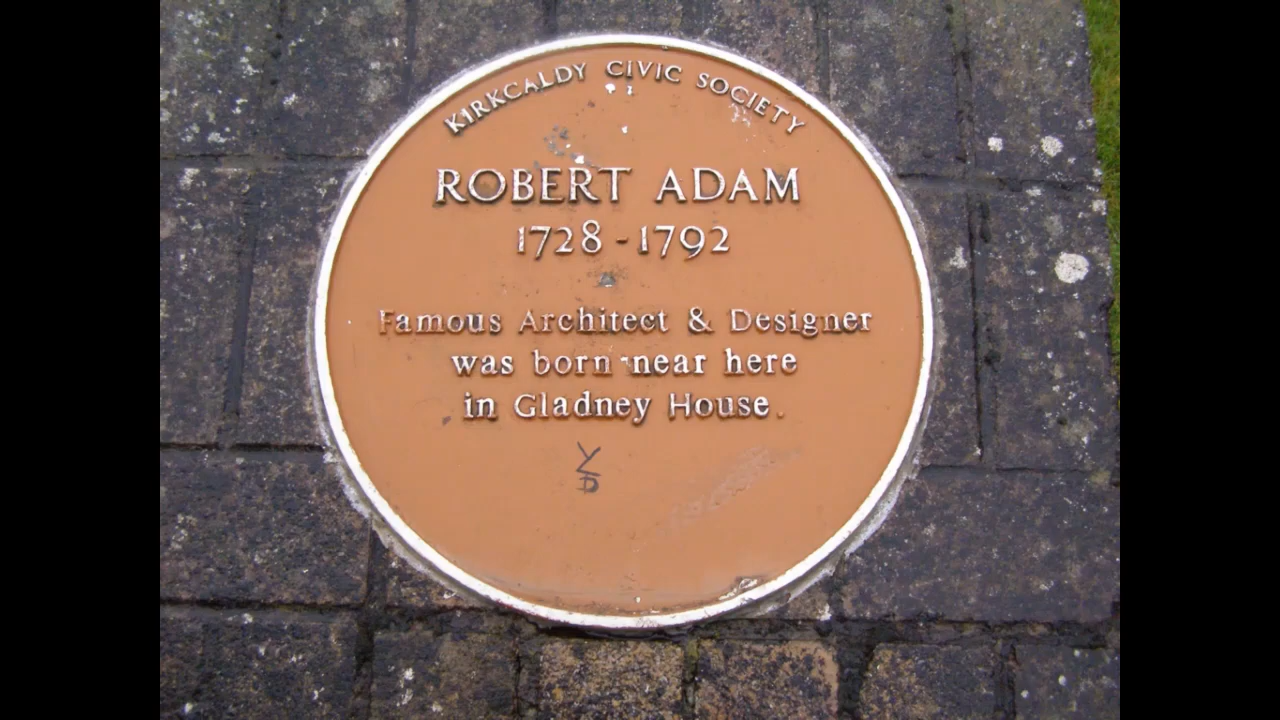 KIRKCALDY CIVIC SOCIETY
ROBERT ADAM
1728 - 1792
Famous Architect & Designer
was born near here
in Gladney House.